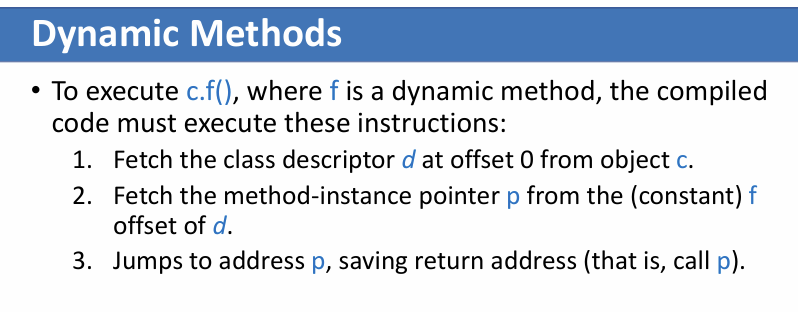 Dynamic Methods
• To execute c.f(), where f is a dynamic method, the compiled
code must execute these instructions:
1. Fetch the class descriptor d at offset 0 from object c.
2. Fetch the method-instance pointer p from the (constant) f
offset of d.
3. Jumps to address p, saving return address (that is, call p).